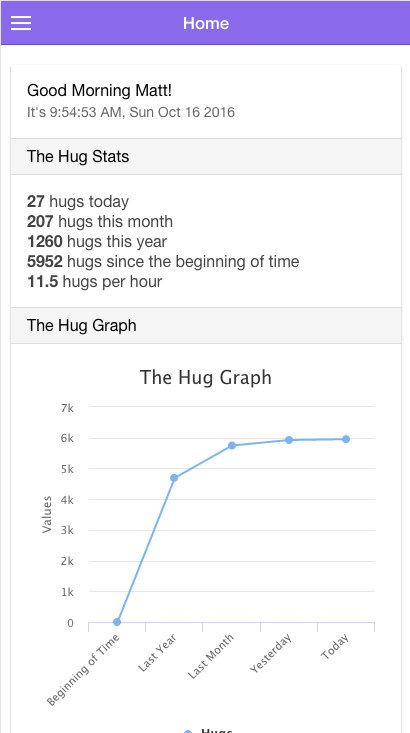 Home
Good Morning Matt!
It's 9:54:53 AM, Sun Oct 16 2016
The Hug Stats
27 hugs today
207 hugs this month
1260 hugs this year
5952 hugs since the beginning of time
11.5 hugs per hour
The Hug Graph
The Hug Graph
7k
6k
5k
4k
3k
2k
1k
0
Values
Beginning of Time
Last Year
Last Month
Yesterday
Today
Hugs